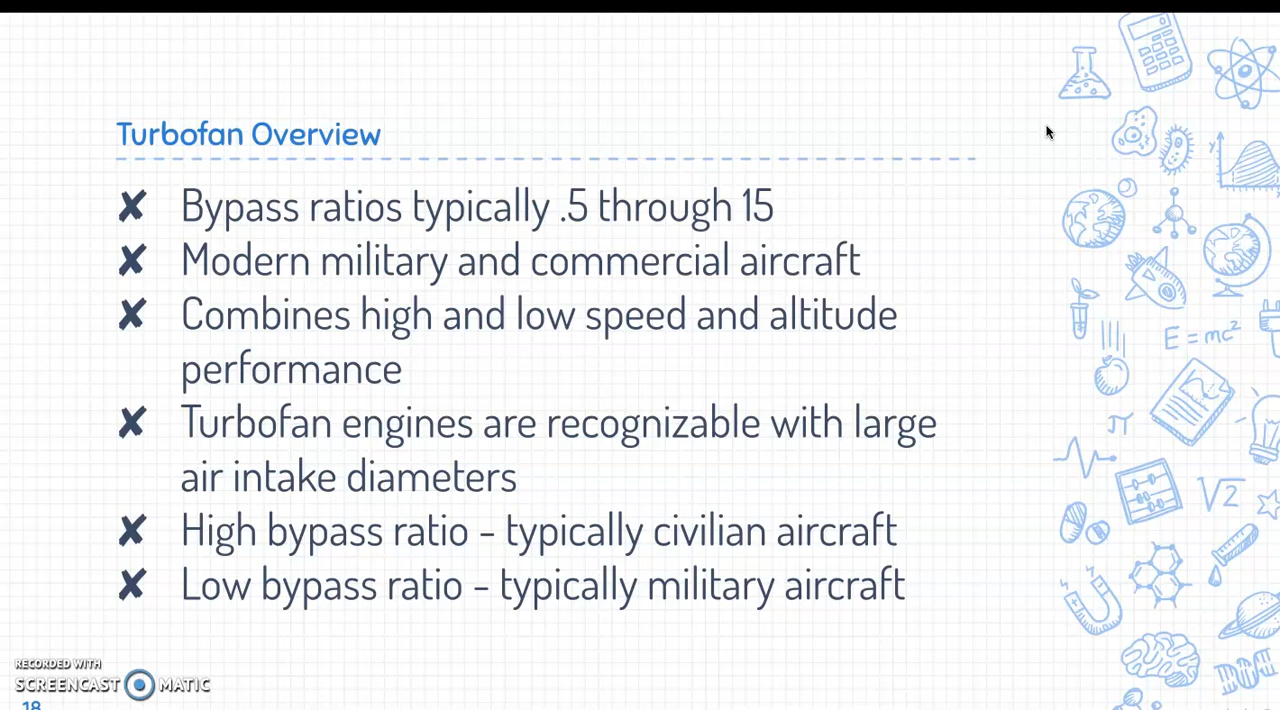 Turbofan Overview
✘ Bypass ratios typically .5 through 15
✘ Modern military and commercial aircraft
✘ Combines high and low speed and altitude
performance
✘ Turbofan engines are recognizable with large
air intake diameters
✘ High bypass ratio - typically civilian aircraft
✘ Low bypass ratio - typically military aircraft
y
x
E = mc²
π
√2
RECORDED WITH
SCREENCAST MATIC
18